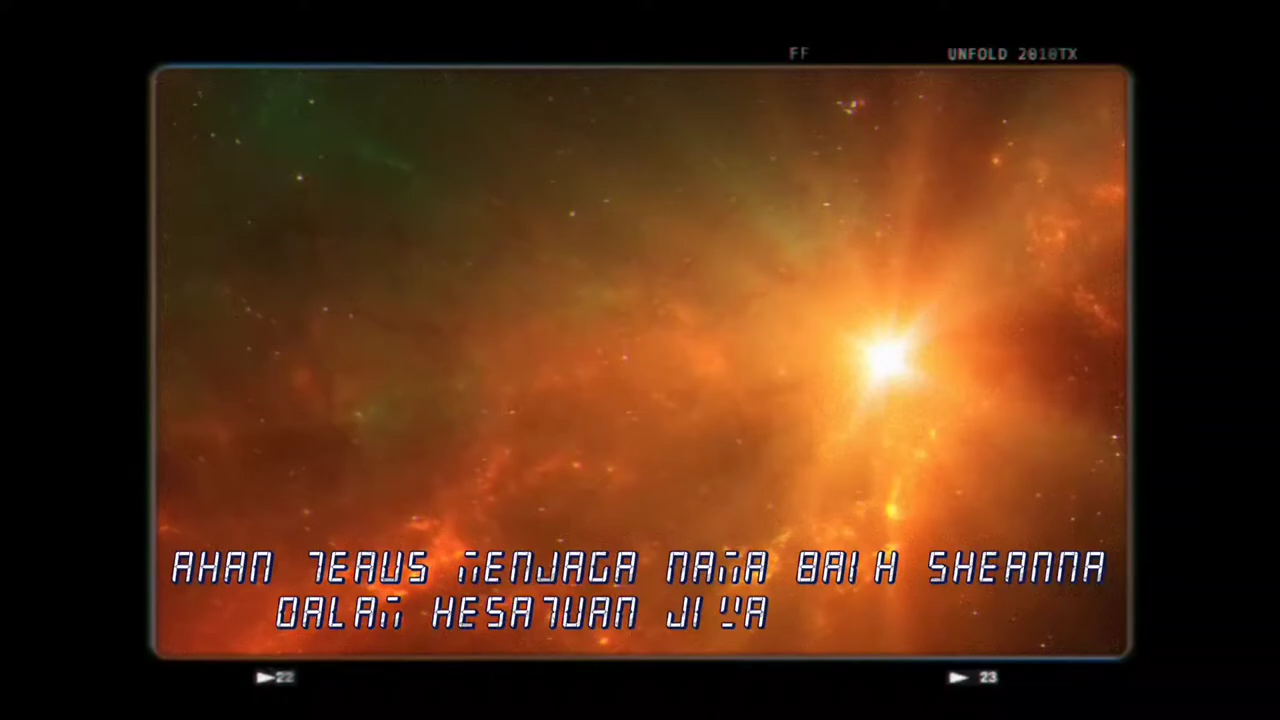 FF
UNFOLD 2010TX
AKAN TERUS MENJAGA NAMA BAIK SHEANNA
DALAM KESATUAN JIWA
▶22
▶ 23